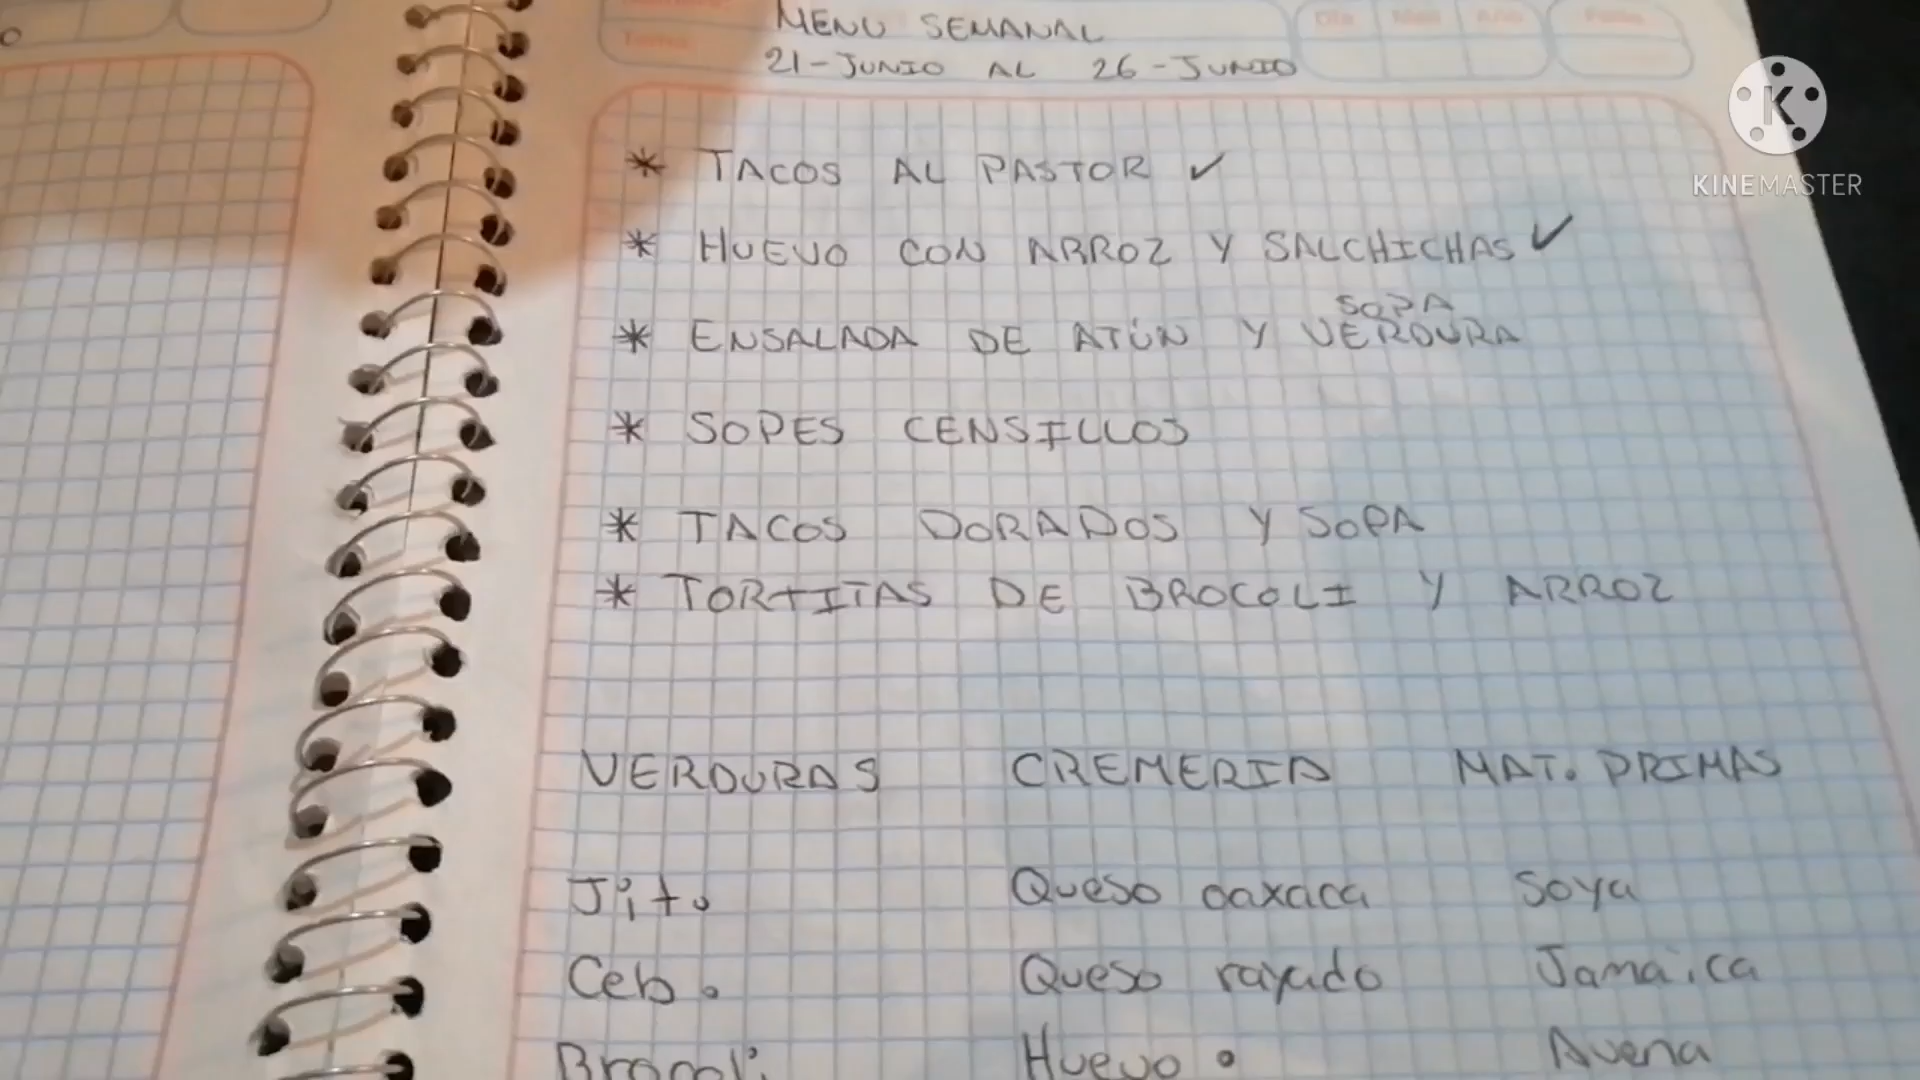 MENU SEMANAL
21-JUNIO AL 26-JUNIO
* TACOS AL PASTOR ✓
* HUEVO CON ARROZ Y SALCHICHAS ✓
SOPA
* ENSALADA DE ATÚN Y VERDURA
* SOPES CENSILLOS
* TACOS DORADOS Y SOPA
* TORTITAS DE BROCOLI Y ARROZ
VERDURAS CREMERIA MAT. PRIMAS
Jit. Queso oaxaca Soya
Ceb. Queso rayado Jamaica
Brocoli Huevo Avena
KINEMASTER